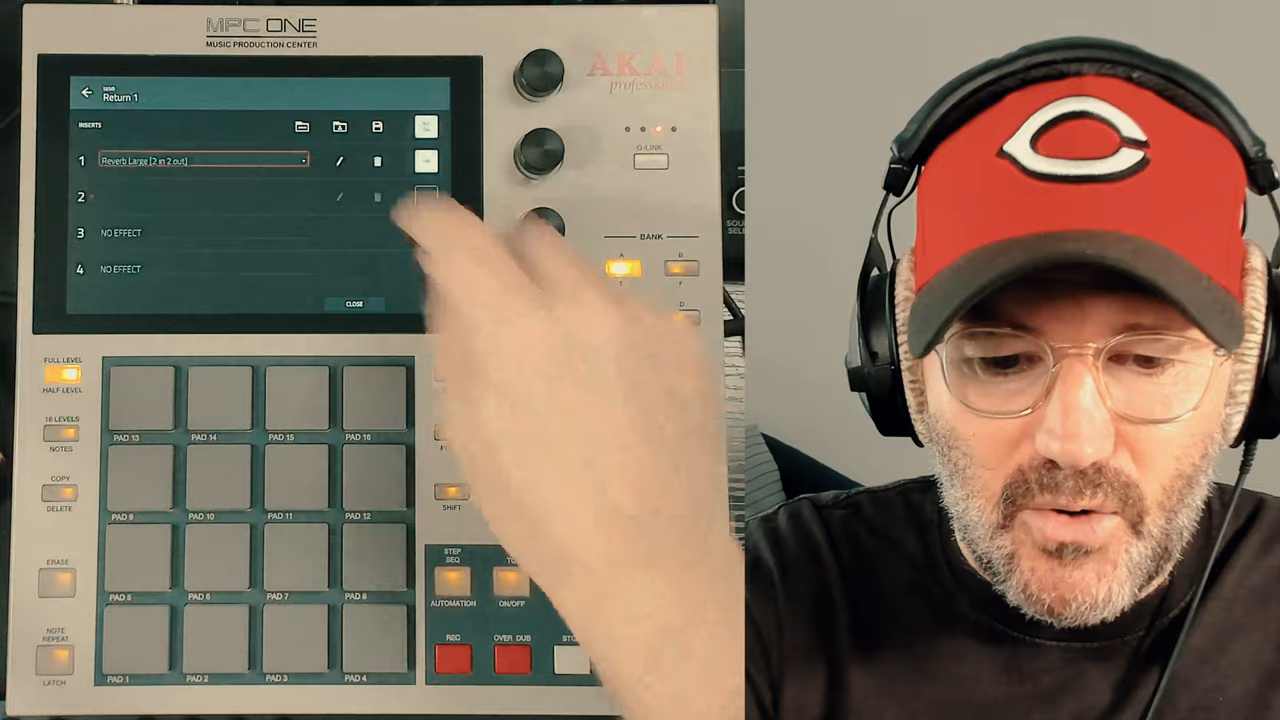 MPC ONE
MUSIC PRODUCTION CENTER
AKAI
professional
SEND
Return 1
INSERTS
1 Reverb Large [2 in 2 out]
2
3 NO EFFECT
4 NO EFFECT
CLOSE
Q-LINK
BANK
A B
E F
D
FULL LEVEL
HALF LEVEL
16 LEVELS
NOTES
COPY
DELETE
ERASE
NOTE
REPEAT
LATCH
PAD 13 PAD 14 PAD 15 PAD 16
PAD 9 PAD 10 PAD 11 PAD 12
PAD 5 PAD 6 PAD 7 PAD 8
PAD 1 PAD 2 PAD 3 PAD 4
SHIFT
STEP
SEQ
AUTOMATION ON/OFF
REC OVER DUB
C